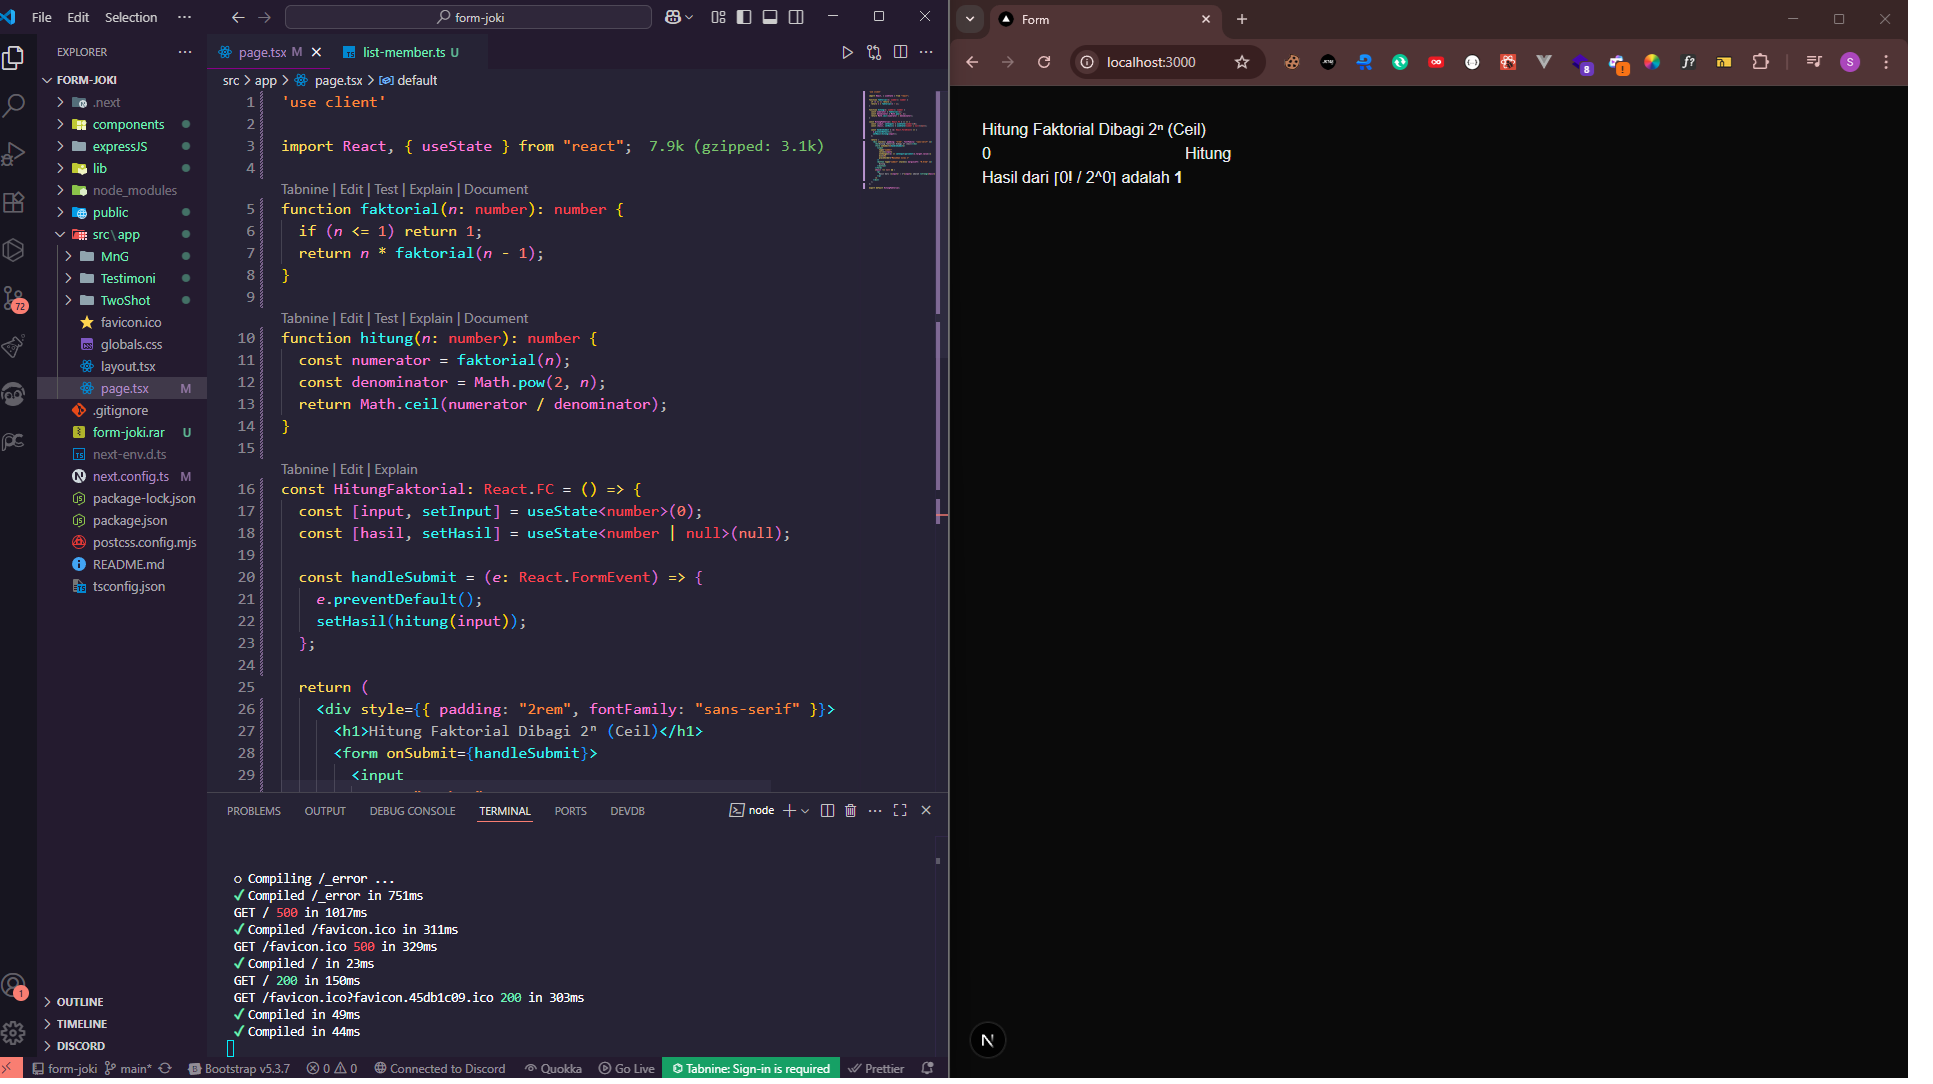 File Edit Selection ···
form-joki
EXPLORER
FORM-JOKI
.next
components
expressJS
lib
node_modules
public
src\app
MnG
Testimoni
TwoShot
favicon.ico
globals.css
layout.tsx
page.tsx M
.gitignore
form-joki.rar U
next-env.d.ts
next.config.ts M
package-lock.json
package.json
postcss.config.mjs
README.md
tsconfig.json
OUTLINE
TIMELINE
DISCORD
72
1
page.tsx M
list-member.ts U
src > app > page.tsx > default
1 'use client'
2
3 import React, { useState } from "react"; 7.9k (gzipped: 3.1k)
4
Tabnine | Edit | Test | Explain | Document
5 function faktorial(n: number): number {
6 if (n <= 1) return 1;
7 return n * faktorial(n - 1);
8 }
9
Tabnine | Edit | Test | Explain | Document
10 function hitung(n: number): number {
11 const numerator = faktorial(n);
12 const denominator = Math.pow(2, n);
13 return Math.ceil(numerator / denominator);
14 }
15
Tabnine | Edit | Explain
16 const HitungFaktorial: React.FC = () => {
17 const [input, setInput] = useState<number>(0);
18 const [hasil, setHasil] = useState<number | null>(null);
19
20 const handleSubmit = (e: React.FormEvent) => {
21 e.preventDefault();
22 setHasil(hitung(input));
23 };
24
25 return (
26 <div style={{ padding: "2rem", fontFamily: "sans-serif" }}>
27 <h1>Hitung Faktorial Dibagi 2ⁿ (Ceil)</h1>
28 <form onSubmit={handleSubmit}>
29 <input
PROBLEMS OUTPUT DEBUG CONSOLE TERMINAL PORTS DEVDB
node
○ Compiling /_error ...
✓ Compiled /_error in 751ms
GET / 500 in 1017ms
✓ Compiled /favicon.ico in 311ms
GET /favicon.ico 500 in 329ms
✓ Compiled / in 23ms
GET / 200 in 150ms
GET /favicon.ico?favicon.45db1c09.ico 200 in 303ms
✓ Compiled in 49ms
✓ Compiled in 44ms
form-joki main* Bootstrap v5.3.7 0 0 Connected to Discord Quokka Go Live Tabnine: Sign-in is required Prettier
Form
localhost:3000
8
!
f?
S
Hitung Faktorial Dibagi 2ⁿ (Ceil)
0 Hitung
Hasil dari ⌈0! / 2^0⌉ adalah 1
N